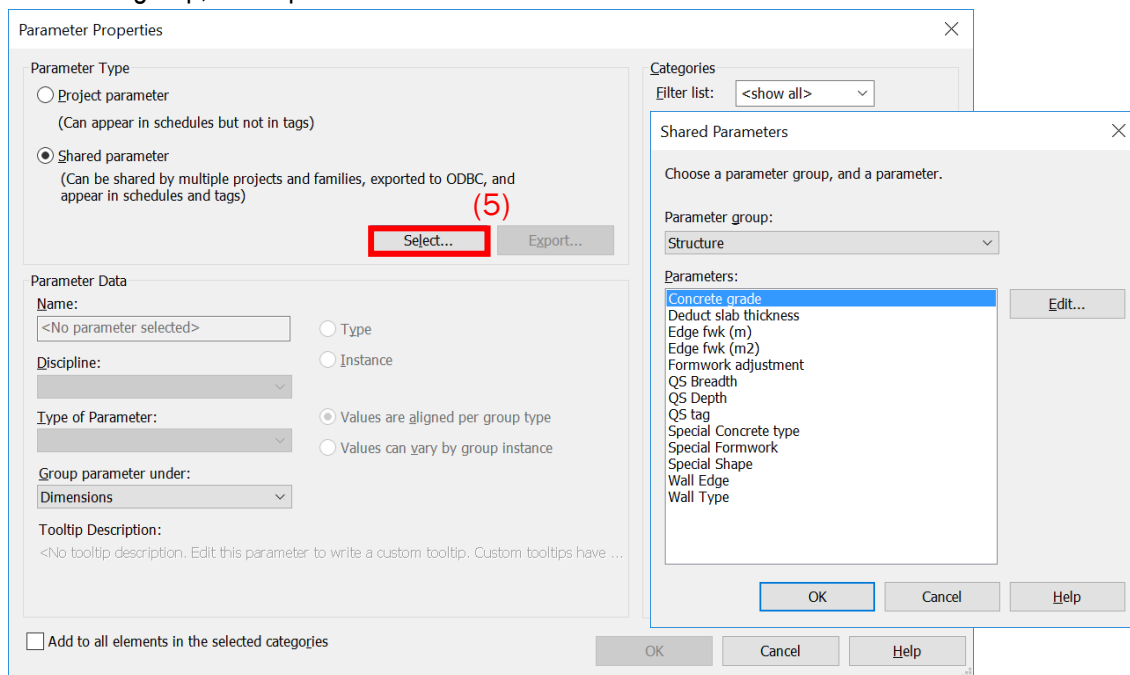 Parameter Properties
Parameter Type
Project parameter
(Can appear in schedules but not in tags)
Shared parameter
(Can be shared by multiple projects and families, exported to ODBC, and
appear in schedules and tags)
(5)
Select...
Export...
Parameter Data
Name:
<No parameter selected>
Type
Instance
Discipline:
Type of Parameter:
Values are aligned per group type
Values can vary by group instance
Group parameter under:
Dimensions
Tooltip Description:
<No tooltip description. Edit this parameter to write a custom tooltip. Custom tooltips have ...
Add to all elements in the selected categories
OK
Cancel
Help
Categories
Filter list:
<show all>
Shared Parameters
Choose a parameter group, and a parameter.
Parameter group:
Structure
Parameters:
Concrete grade
Deduct slab thickness
Edge fwk (m)
Edge fwk (m2)
Formwork adjustment
QS Breadth
QS Depth
QS tag
Special Concrete type
Special Formwork
Special Shape
Wall Edge
Wall Type
Edit...
OK
Cancel
Help